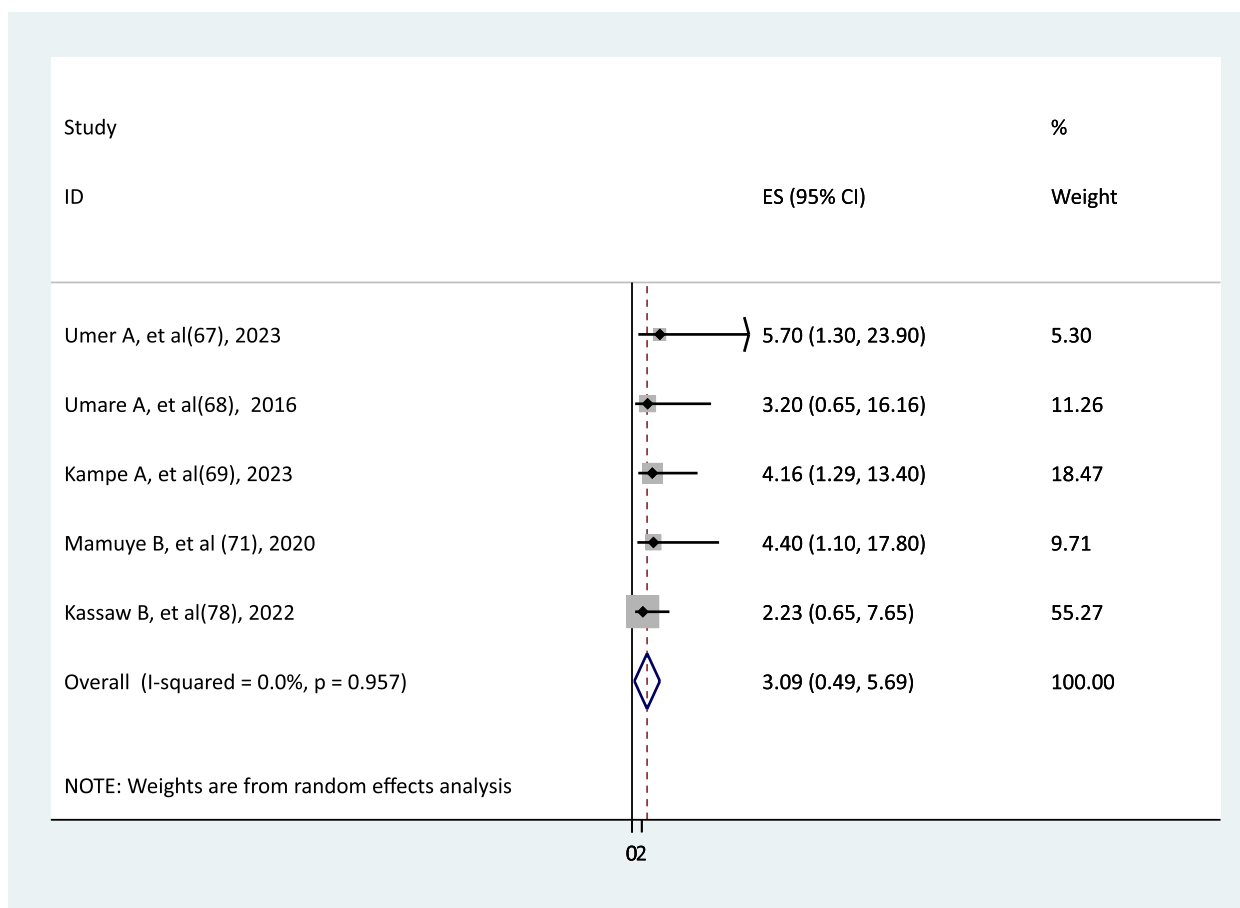 Study %
ID ES (95% CI) Weight
Umer A, et al(67), 2023 5.70 (1.30, 23.90) 5.30
Umare A, et al(68),  2016 3.20 (0.65, 16.16) 11.26
Kampe A, et al(69), 2023 4.16 (1.29, 13.40) 18.47
Mamuye B, et al (71), 2020 4.40 (1.10, 17.80) 9.71
Kassaw B, et al(78), 2022 2.23 (0.65, 7.65) 55.27
Overall  (I-squared = 0.0%, p = 0.957) 3.09 (0.49, 5.69) 100.00
NOTE: Weights are from random effects analysis
0 2